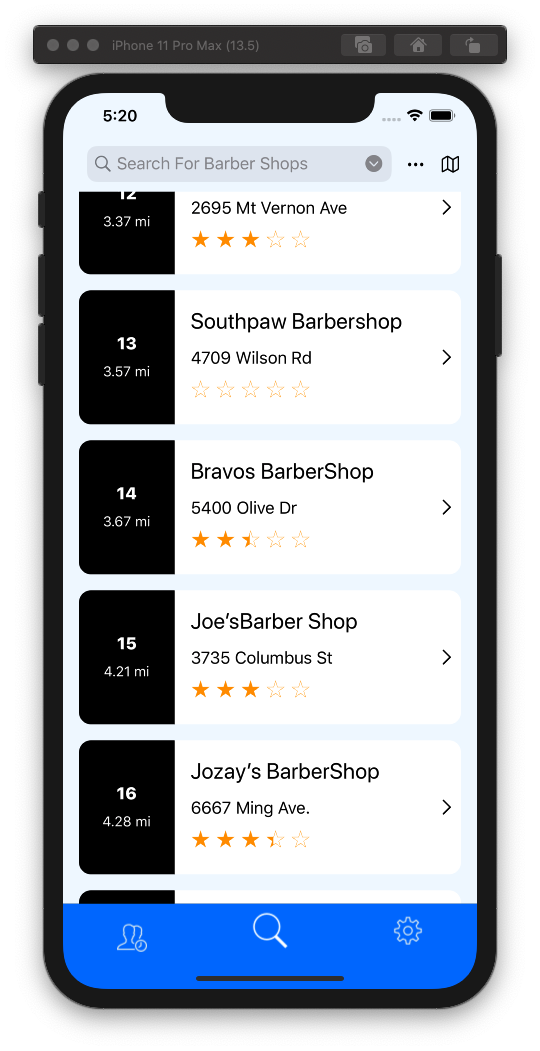 iPhone 11 Pro Max (13.5)
5:20
Search For Barber Shops
12
3.37 mi
2695 Mt Vernon Ave
13
3.57 mi
Southpaw Barbershop
4709 Wilson Rd
14
3.67 mi
Bravos BarberShop
5400 Olive Dr
15
4.21 mi
Joe’sBarber Shop
3735 Columbus St
16
4.28 mi
Jozay’s BarberShop
6667 Ming Ave.